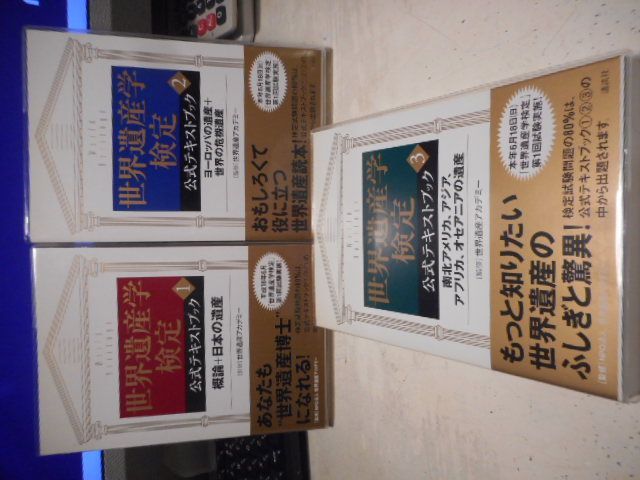 世界遺産学
検定
公式テキストブック
2
ヨーロッパの遺産+
世界の危機遺産
[監修]世界遺産アカデミー
おもしろくて
役に立つ
世界遺産読本!
世界遺産学
検定
公式テキストブック
1
概論+日本の遺産
[監修]世界遺産アカデミー
あなたも
"世界遺産博士"
になれる!
世界遺産学
検定
公式テキストブック
3
南北アメリカ、アジア、
アフリカ、オセアニアの遺産
[監修]世界遺産アカデミー
本年6月18日(日)
「世界遺産学検定」
第1回試験実施!
検定試験問題の80%は、
公式テキストブック①②③の
中から出題されます。
もっと知りたい
世界遺産の
ふしぎと驚異!
講談社